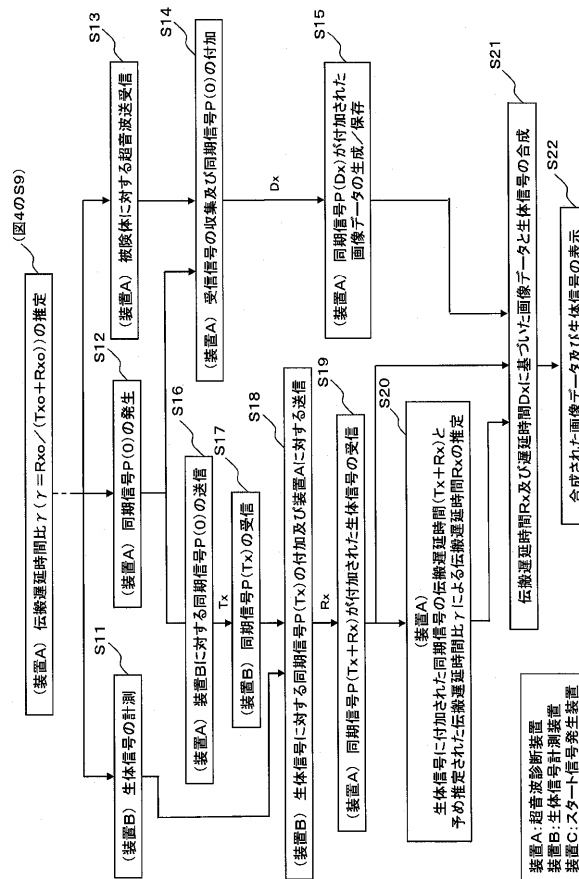 (図4のS9)
(装置A) 伝搬遅延時間比γ(γ=Rxo/(Txo+Rxo))の推定
S11
(装置B) 生体信号の計測
S12
(装置A) 同期信号P(0)の発生
S13
(装置A) 被険体に対する超音波送受信
S14
(装置A) 受信信号の収集及び同期信号P(0)の付加
Dx
S15
(装置A) 同期信号P(Dx)が付加された
画像データの生成/保存
S16
(装置A) 装置Bに対する同期信号P(0)の送信
Tx
S17
(装置B) 同期信号P(Tx)の受信
S18
(装置B) 生体信号に対する同期信号P(Tx)の付加及び装置Aに対する送信
Rx
S19
(装置A) 同期信号P(Tx+Rx)が付加された生体信号の受信
S20
(装置A)
生体信号に付加された同期信号の伝搬遅延時間(Tx+Rx)と
予め推定された伝搬遅延時間比γによる伝搬遅延時間Rxの推定
S21
伝搬遅延時間Rx及び遅延時間Dxに基づいた画像データと生体信号の合成
S22
合成された画像データ及び生体信号の表示
装置A:超音波診断装置
装置B:生体信号計測装置
装置C:スタート信号発生装置